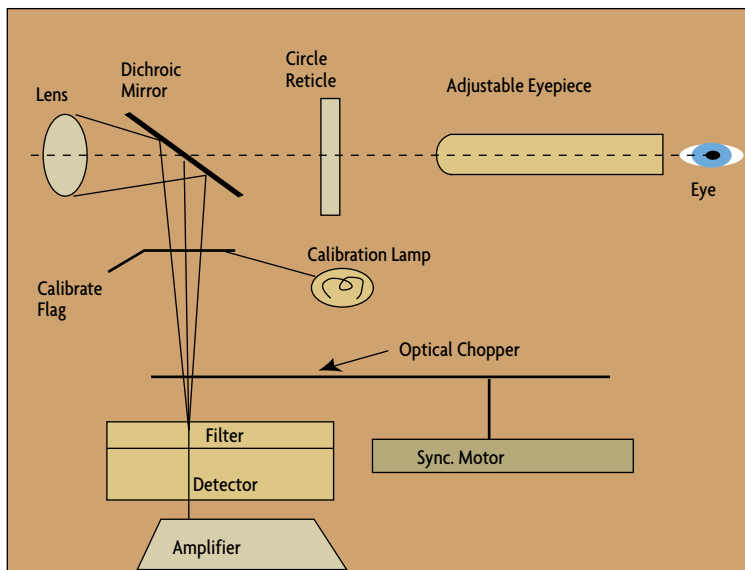 Circle
Reticle
Dichroic
Mirror
Lens
Adjustable Eyepiece
Eye
Calibration Lamp
Calibrate
Flag
Optical Chopper
Filter
Sync. Motor
Detector
Amplifier